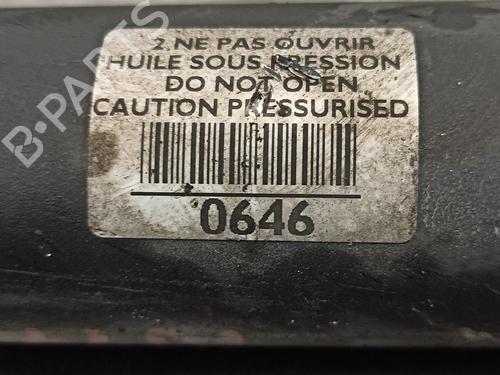 2. NE PAS OUVRIR
HUILE SOUS PRESSION
DO NOT OPEN
CAUTION PRESSURISED
0646
B-PARTS